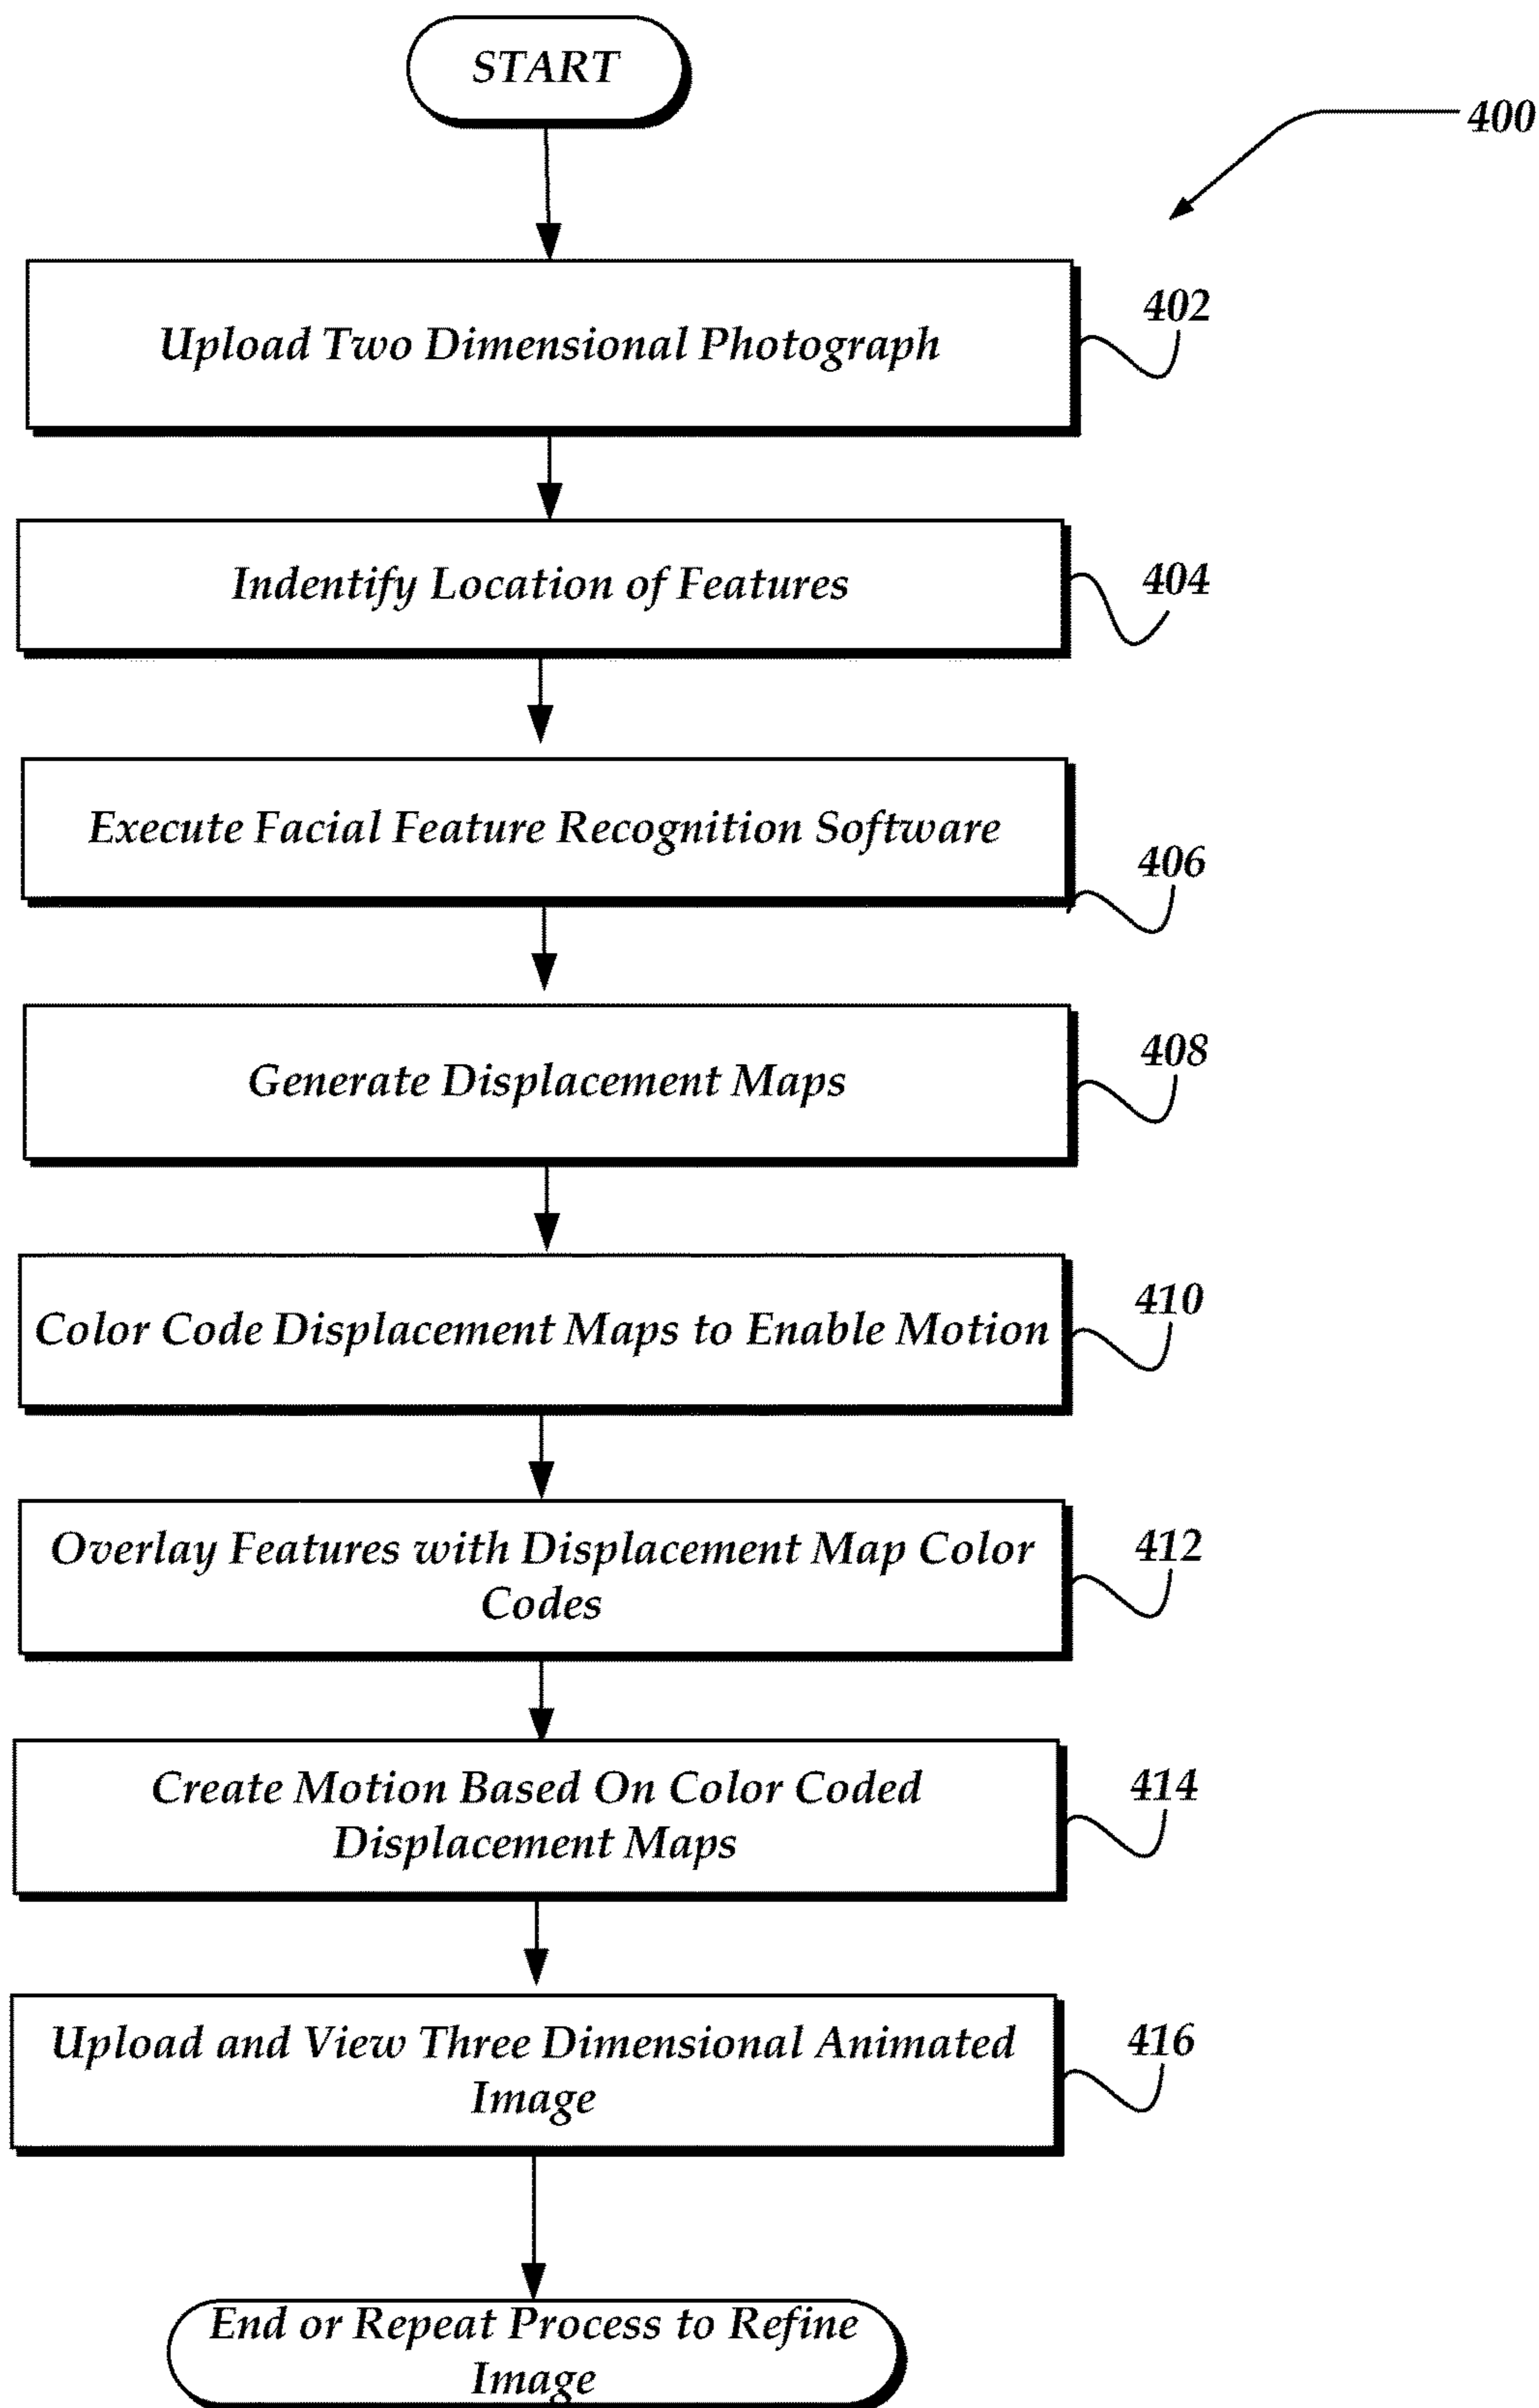 START
400
Upload Two Dimensional Photograph
402
Indentify Location of Features
404
Execute Facial Feature Recognition Software
406
Generate Displacement Maps
408
Color Code Displacement Maps to Enable Motion
410
Overlay Features with Displacement Map Color
Codes
412
Create Motion Based On Color Coded
Displacement Maps
414
Upload and View Three Dimensional Animated
Image
416
End or Repeat Process to Refine
Image